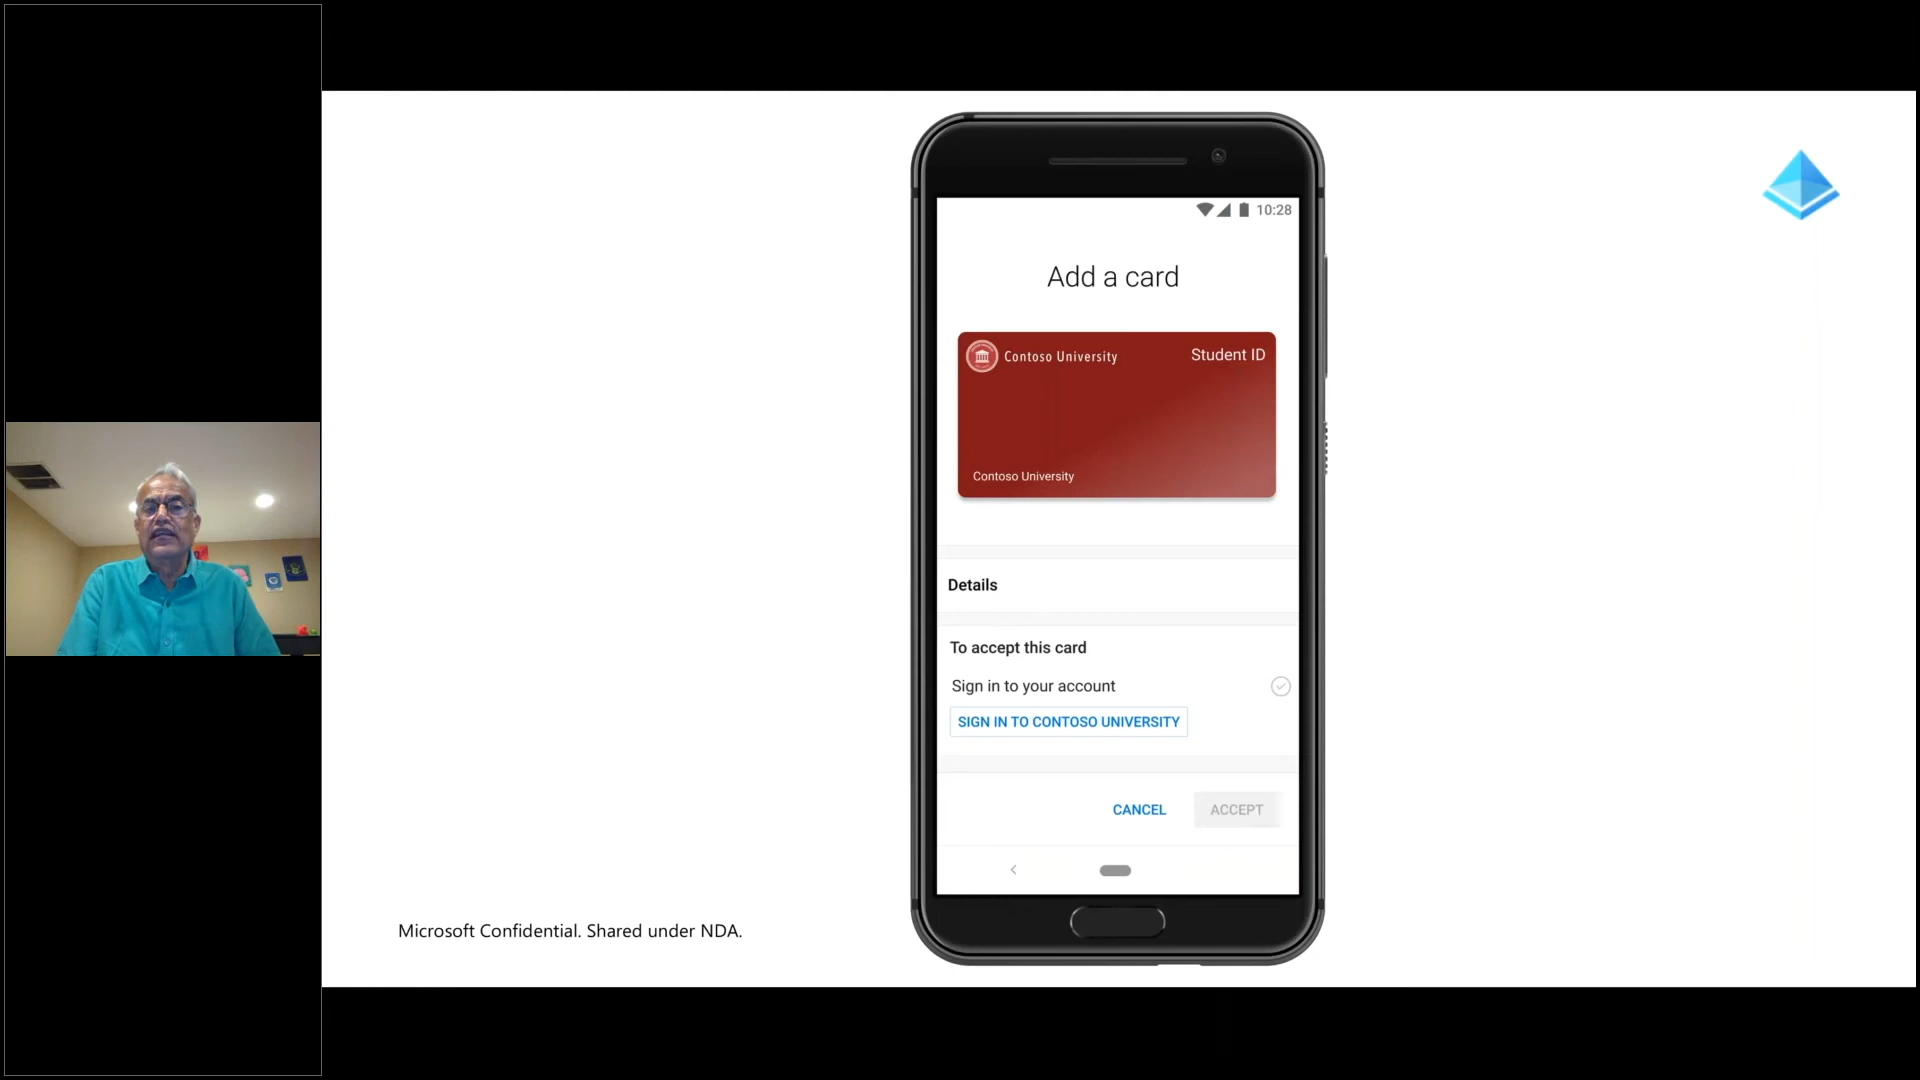 10:28
Add a card
Contoso University
Student ID
Contoso University
Details
To accept this card
Sign in to your account
SIGN IN TO CONTOSO UNIVERSITY
CANCEL
ACCEPT
Microsoft Confidential. Shared under NDA.